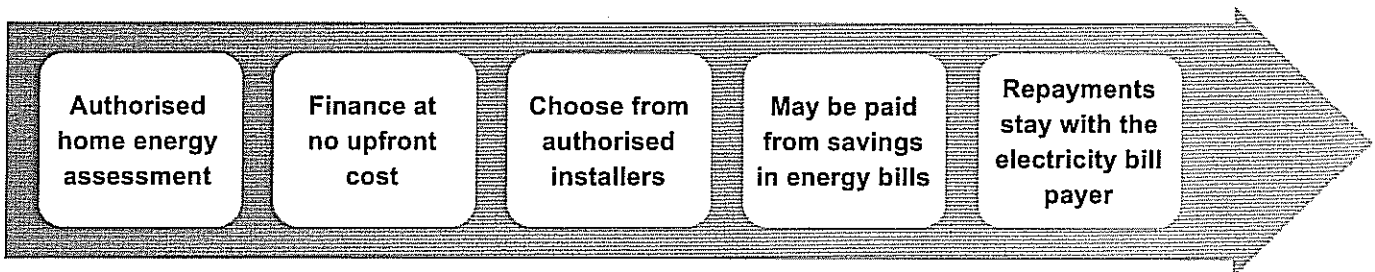 Authorised
home energy
assessment
Finance at
no upfront
cost
Choose from
authorised
installers
May be paid
from savings
in energy bills
Repayments
stay with the
electricity bill
payer